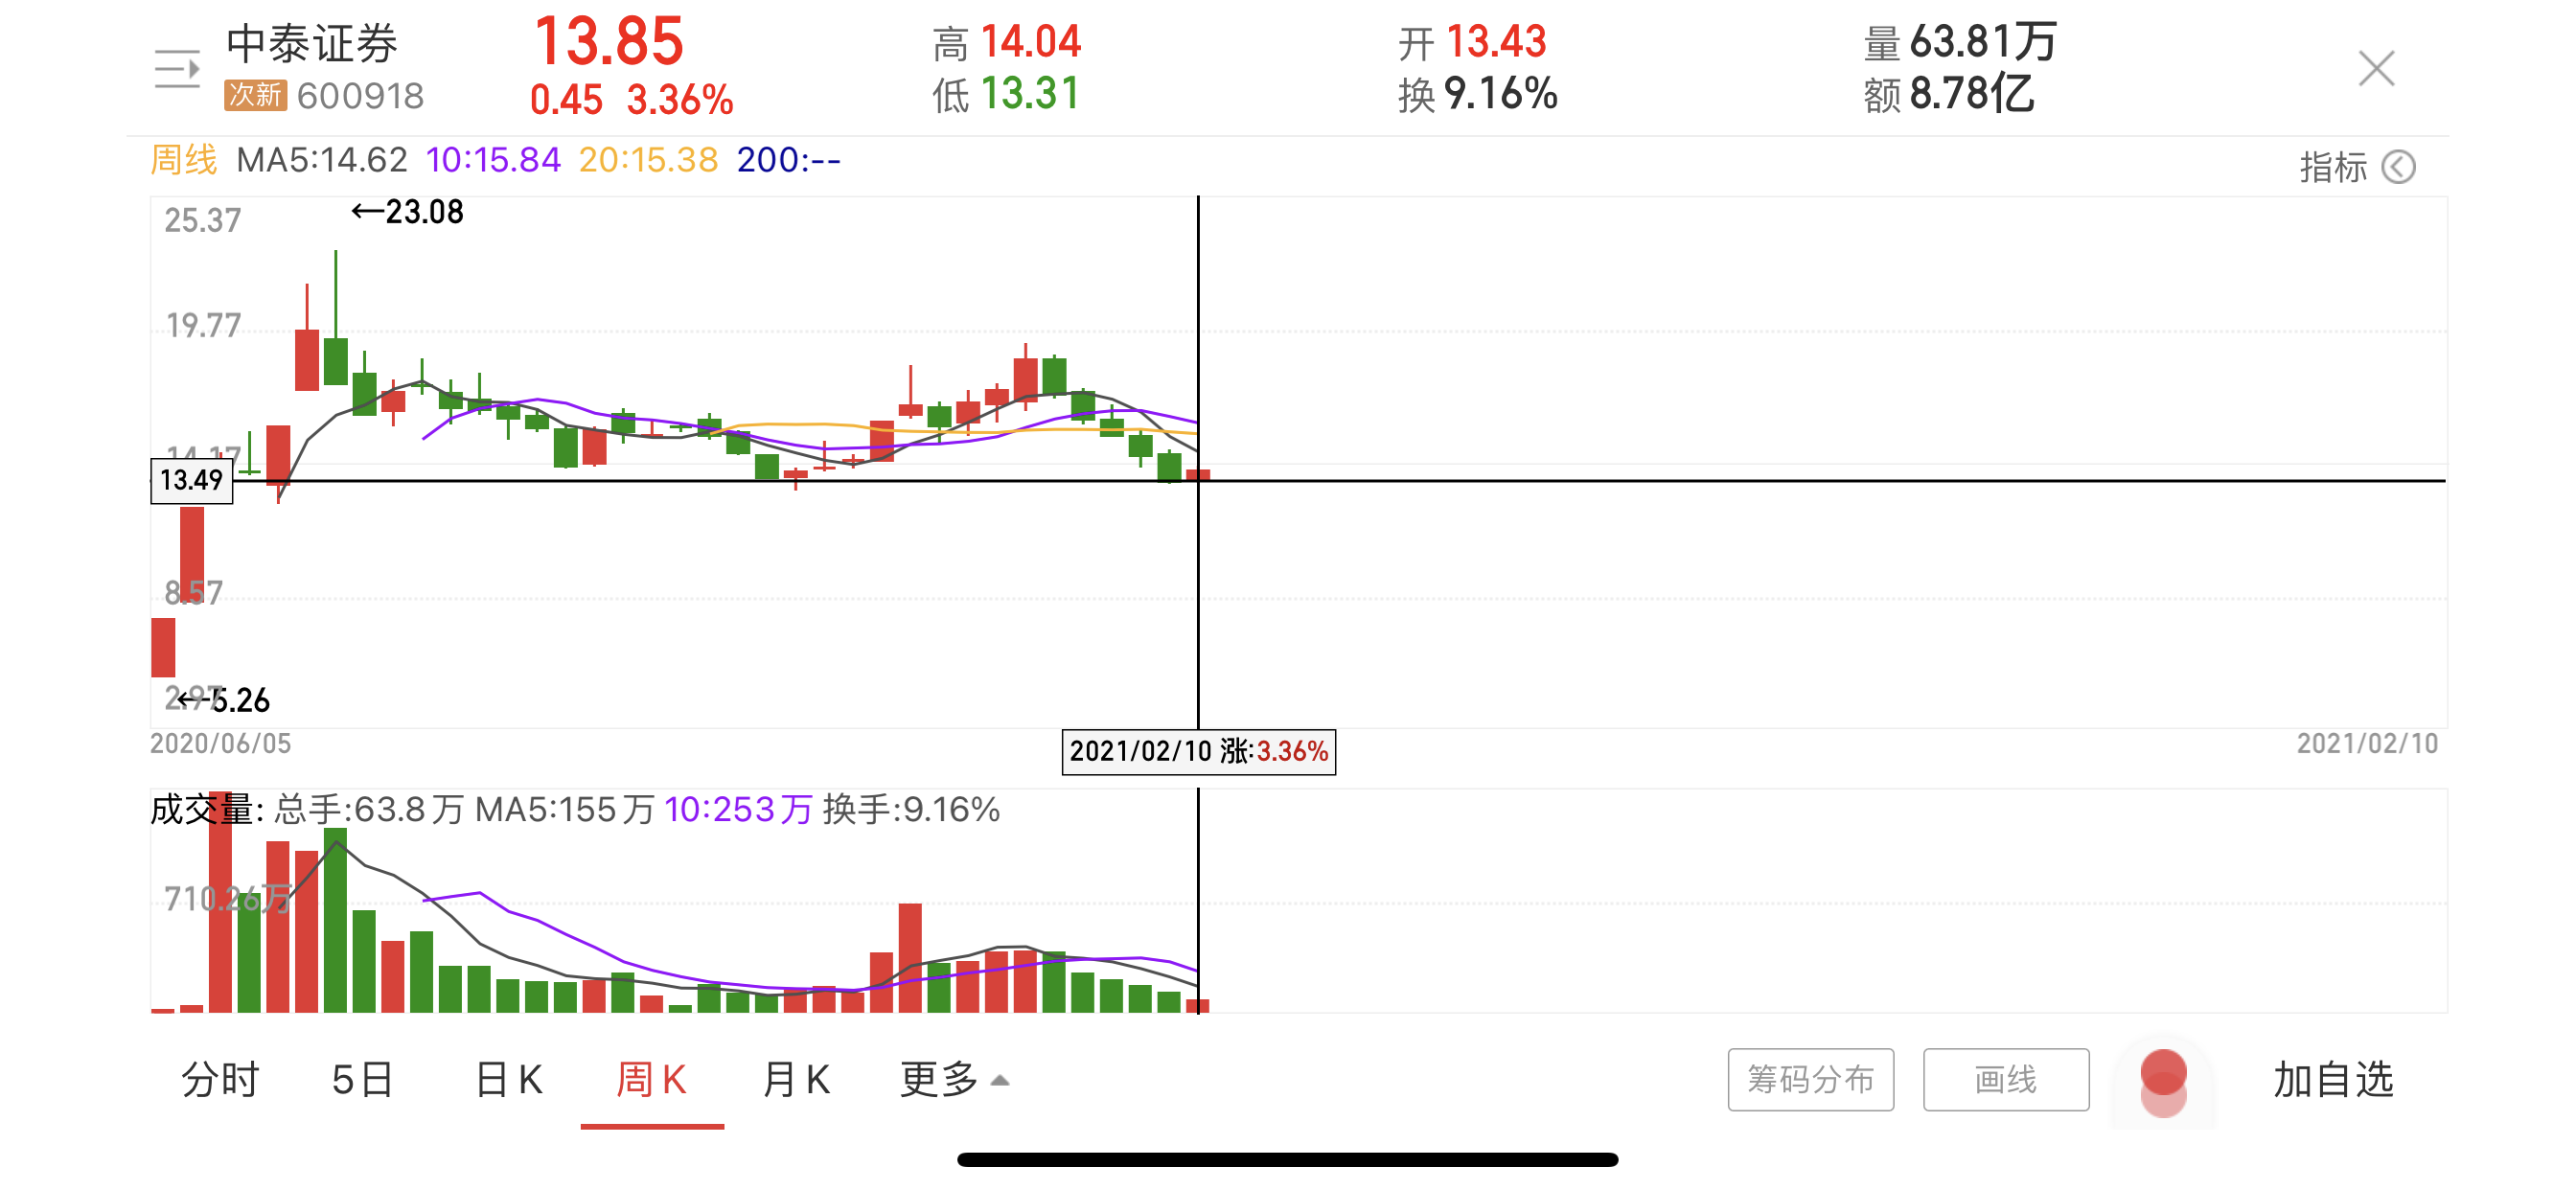 中泰证券 13.85 高 14.04 开 13.43 量 63.81万
次新 600918 0.45 3.36% 低 13.31 换 9.16% 额 8.78亿
周线 MA5:14.62 10:15.84 20:15.38 200:--
指标
25.37
←23.08
19.77
14.17
13.49
8.57
2.97
←5.26
2020/06/05
2021/02/10
2021/02/10 涨:3.36%
成交量: 总手:63.8万 MA5:155万 10:253万 换手:9.16%
710.26万
分时 5日 日K 周K 月K 更多
筹码分布 画线 加自选